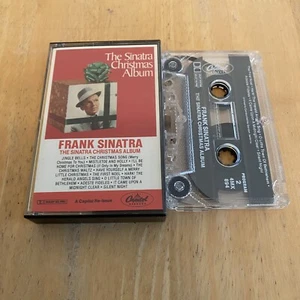 The Sinatra
Christmas
Album
FRANK SINATRA
THE SINATRA CHRISTMAS ALBUM
JINGLE BELLS • THE CHRISTMAS SONG (Merry
Christmas To You) • MISTLETOE AND HOLLY • I'LL BE
HOME FOR CHRISTMAS (If Only In My Dreams) • THE
CHRISTMAS WALTZ • HAVE YOURSELF A MERRY
LITTLE CHRISTMAS • THE FIRST NOEL • HARK! THE
HERALD ANGELS SING • O LITTLE TOWN OF
BETHLEHEM • ADESTE FIDELES • IT CAME UPON A
MIDNIGHT CLEAR • SILENT NIGHT
Capitol
FRANK SINATRA
THE SINATRA CHRISTMAS ALBUM
PROGRAM
2